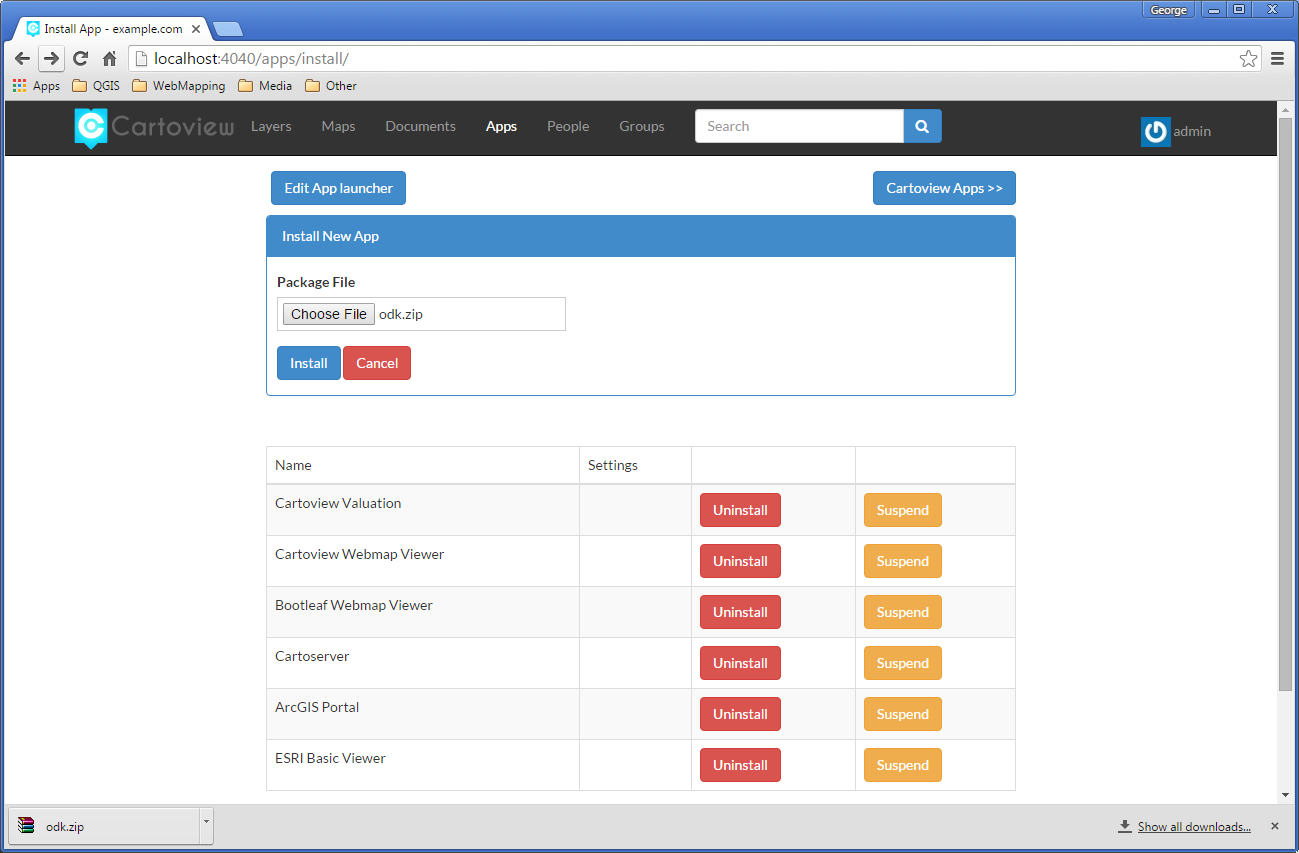 George
Install App - example.com
localhost:4040/apps/install/
Apps QGIS WebMapping Media Other
Cartoview Layers Maps Documents Apps People Groups Search admin
Edit App launcher Cartoview Apps >>
Install New App
Package File
Choose File odk.zip
Install Cancel
Name Settings
Cartoview Valuation Uninstall Suspend
Cartoview Webmap Viewer Uninstall Suspend
Bootleaf Webmap Viewer Uninstall Suspend
Cartoserver Uninstall Suspend
ArcGIS Portal Uninstall Suspend
ESRI Basic Viewer Uninstall Suspend
odk.zip Show all downloads...